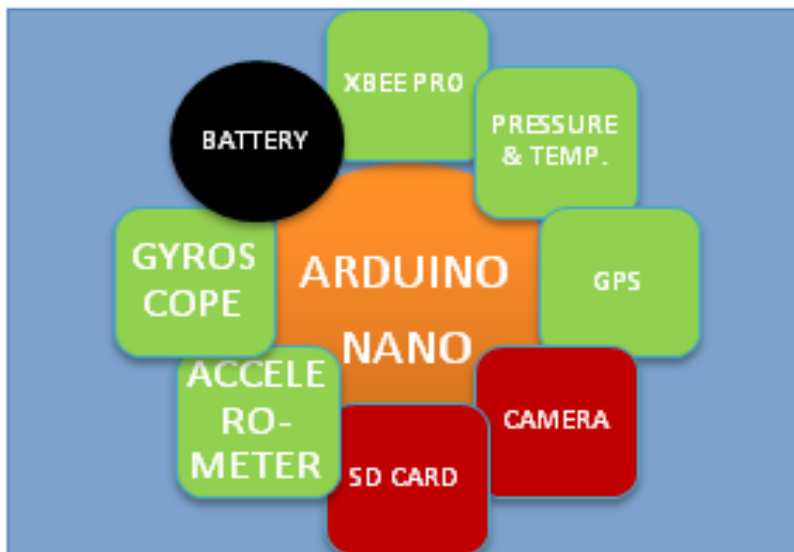 XBEE PRO
PRESSURE
& TEMP.
BATTERY
GPS
GYROS
COPE
ARDUINO
NANO
ACCELE
RO-
METER
CAMERA
SD CARD